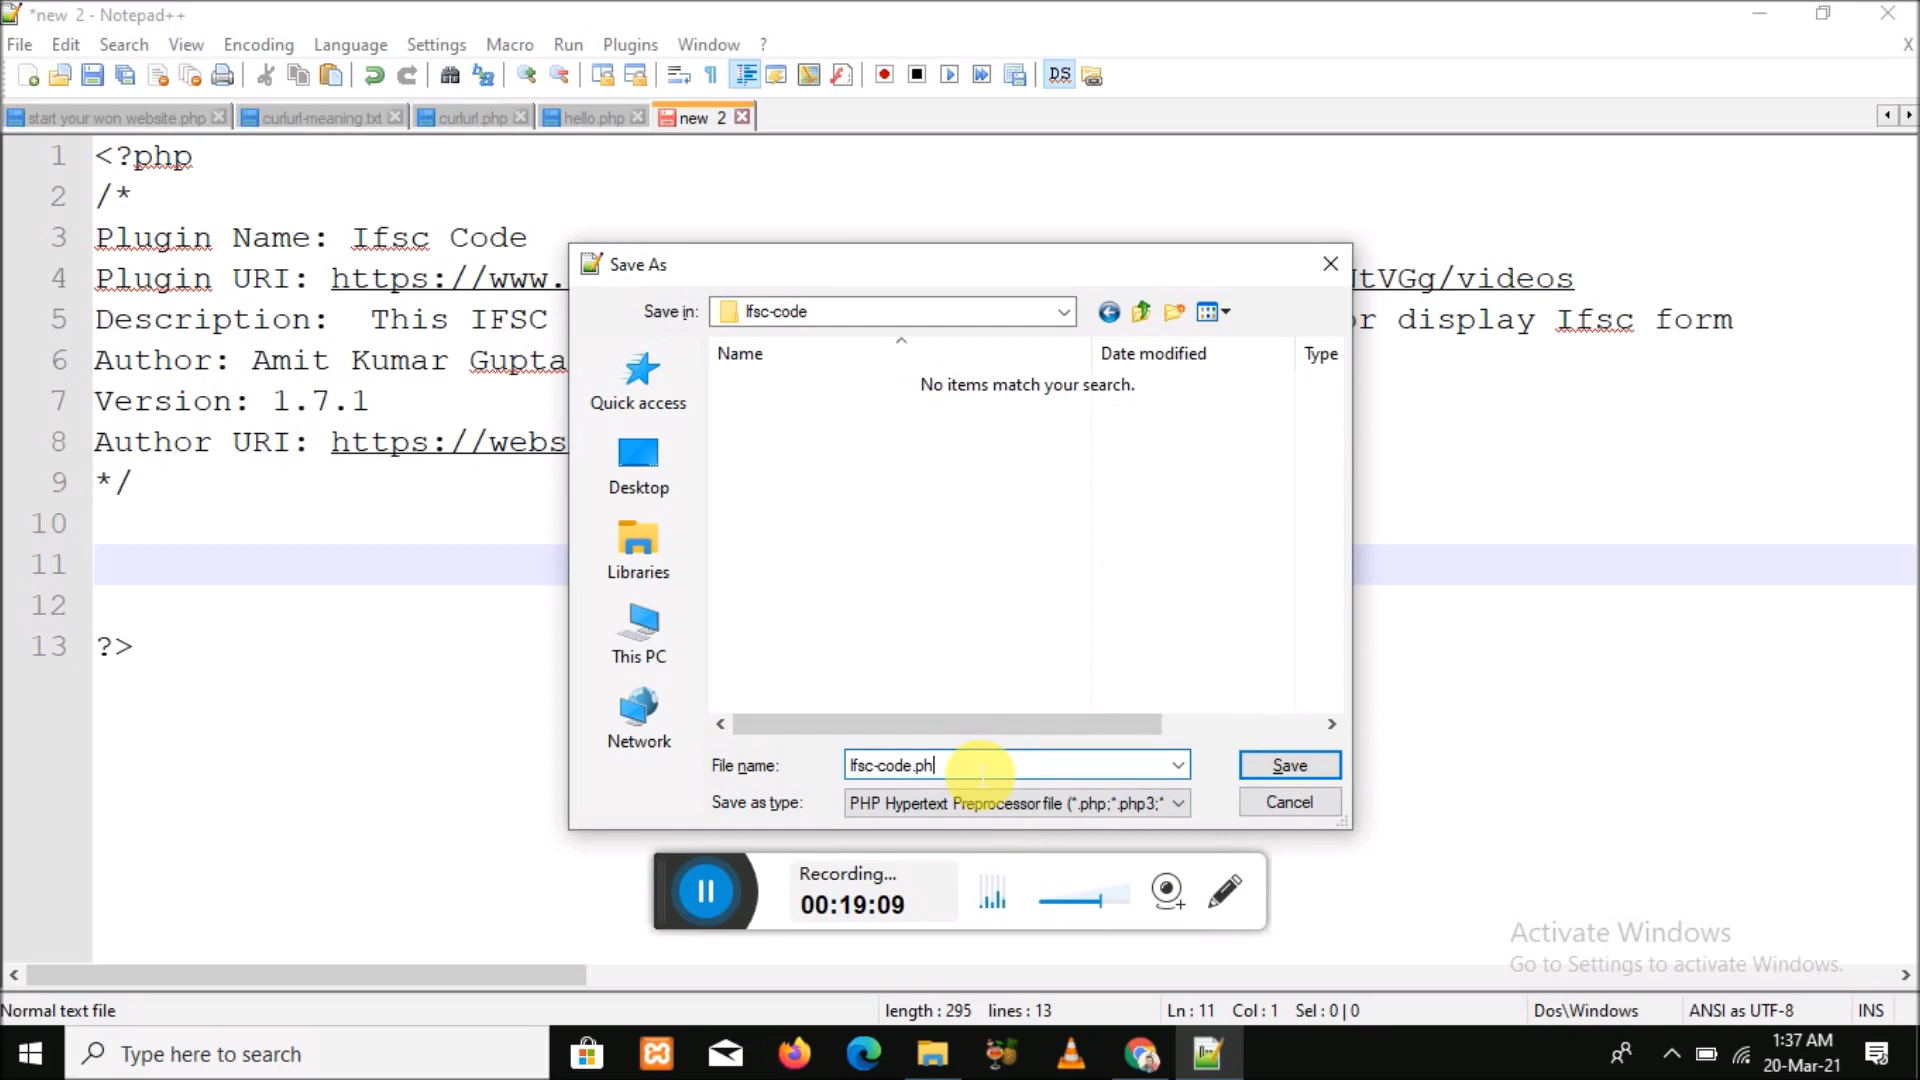 *new 2 - Notepad++
File Edit Search View Encoding Language Settings Macro Run Plugins Window ?
X
start your won website.php curlurl-meaning.txt curlurl.php hello.php new 2
1 <?php
2 /*
3 Plugin Name: Ifsc Code
4 Plugin URI: https://www. tVGg/videos
5 Description: This IFSC r display Ifsc form
6 Author: Amit Kumar Gupta
7 Version: 1.7.1
8 Author URI: https://webs
9 */
10
11
12
13 ?>
Save As
Save in: Ifsc-code
Name Date modified Type
No items match your search.
Quick access
Desktop
Libraries
This PC
Network
File name: Ifsc-code.ph Save
Save as type: PHP Hypertext Preprocessor file (*.php;*.php3;* Cancel
Recording...
00:19:09
Activate Windows
Go to Settings to activate Windows.
Normal text file length : 295 lines : 13 Ln : 11 Col : 1 Sel : 0 | 0 Dos\Windows ANSI as UTF-8 INS
Type here to search
1:37 AM
20-Mar-21